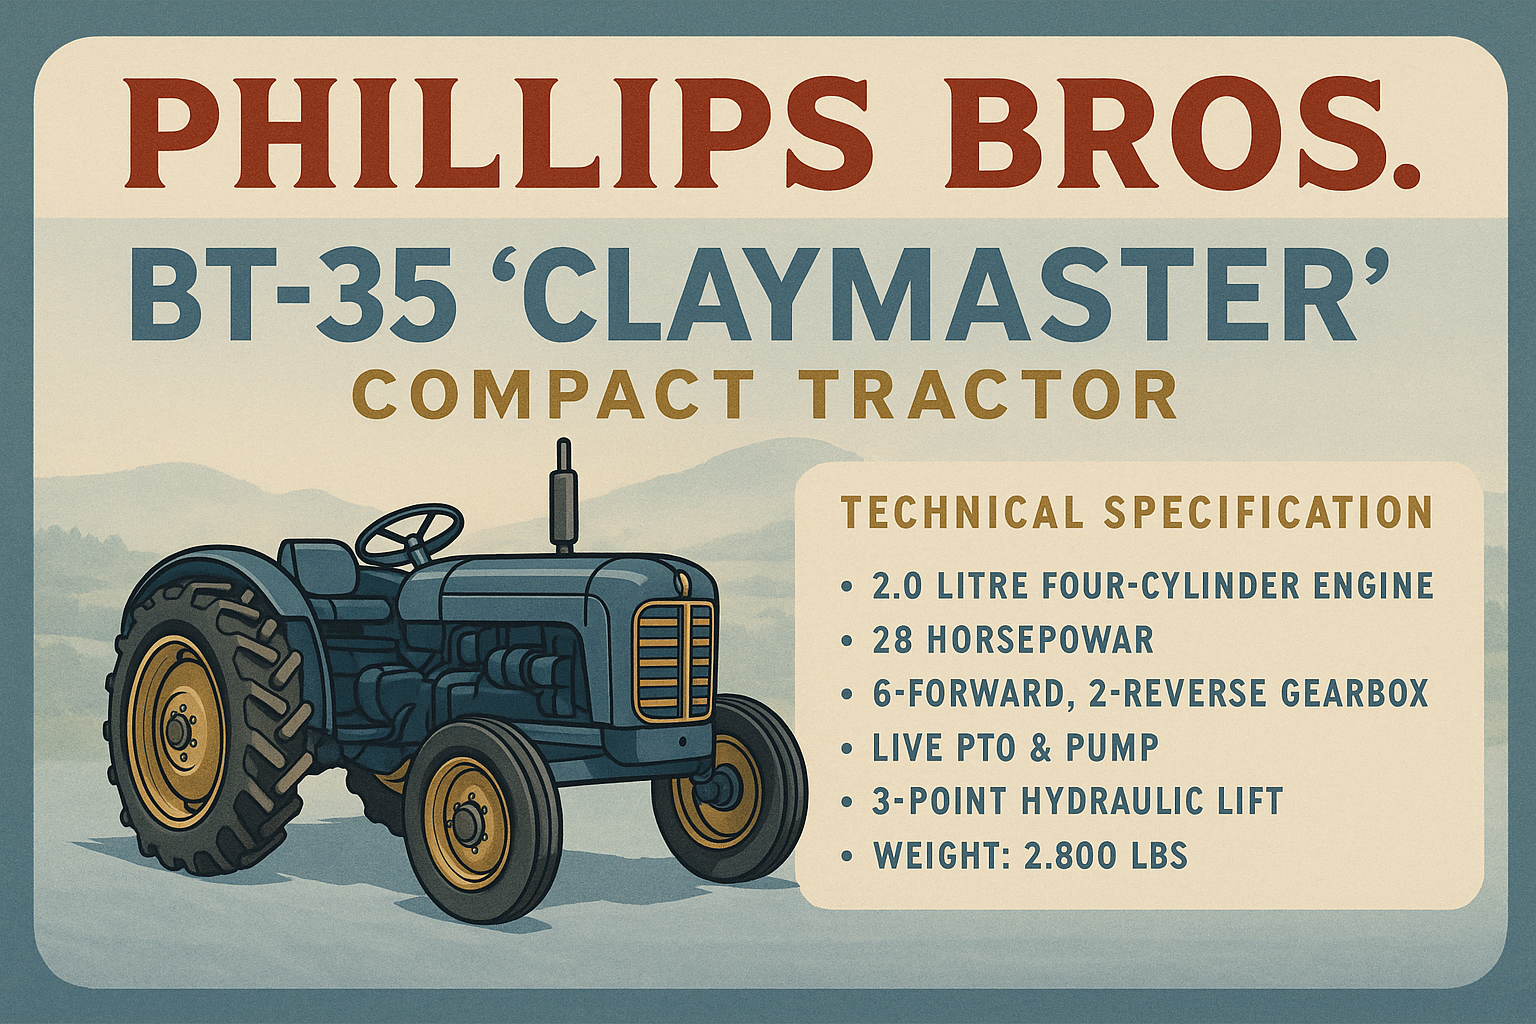 PHILLIPS BROS.
BT-35 ‘CLAYMASTER’
COMPACT TRACTOR
TECHNICAL SPECIFICATION
• 2.0 LITRE FOUR-CYLINDER ENGINE
• 28 HORSEPOWAR
• 6-FORWARD, 2-REVERSE GEARBOX
• LIVE PTO & PUMP
• 3-POINT HYDRAULIC LIFT
• WEIGHT: 2.800 LBS